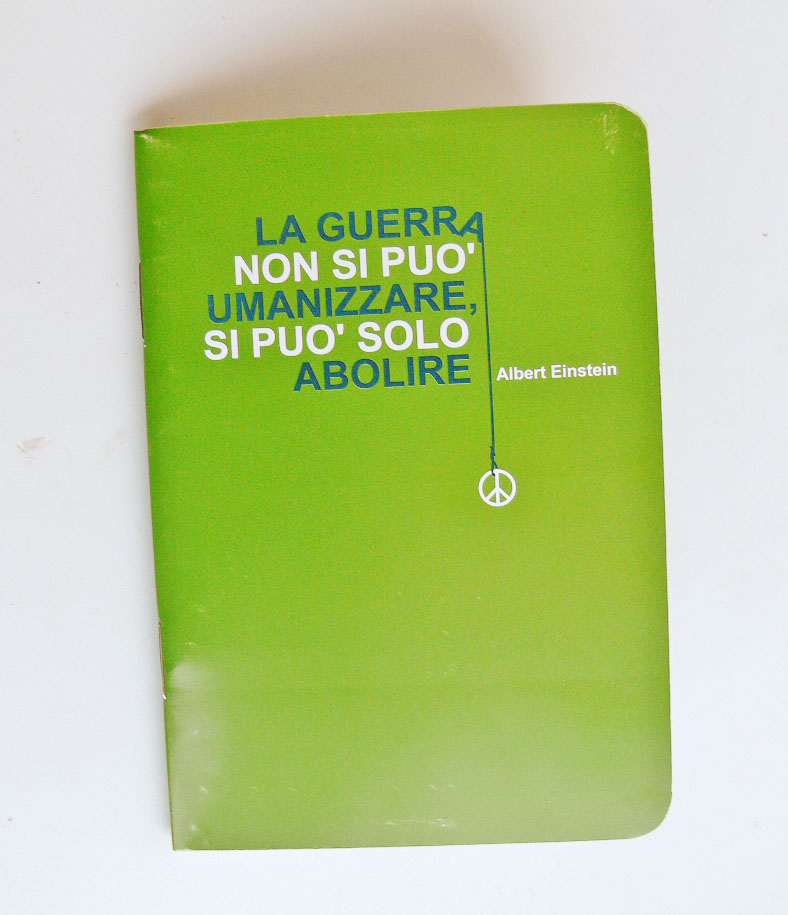 LA GUERRA
NON SI PUO'
UMANIZZARE,
SI PUO' SOLO
ABOLIRE
Albert Einstein